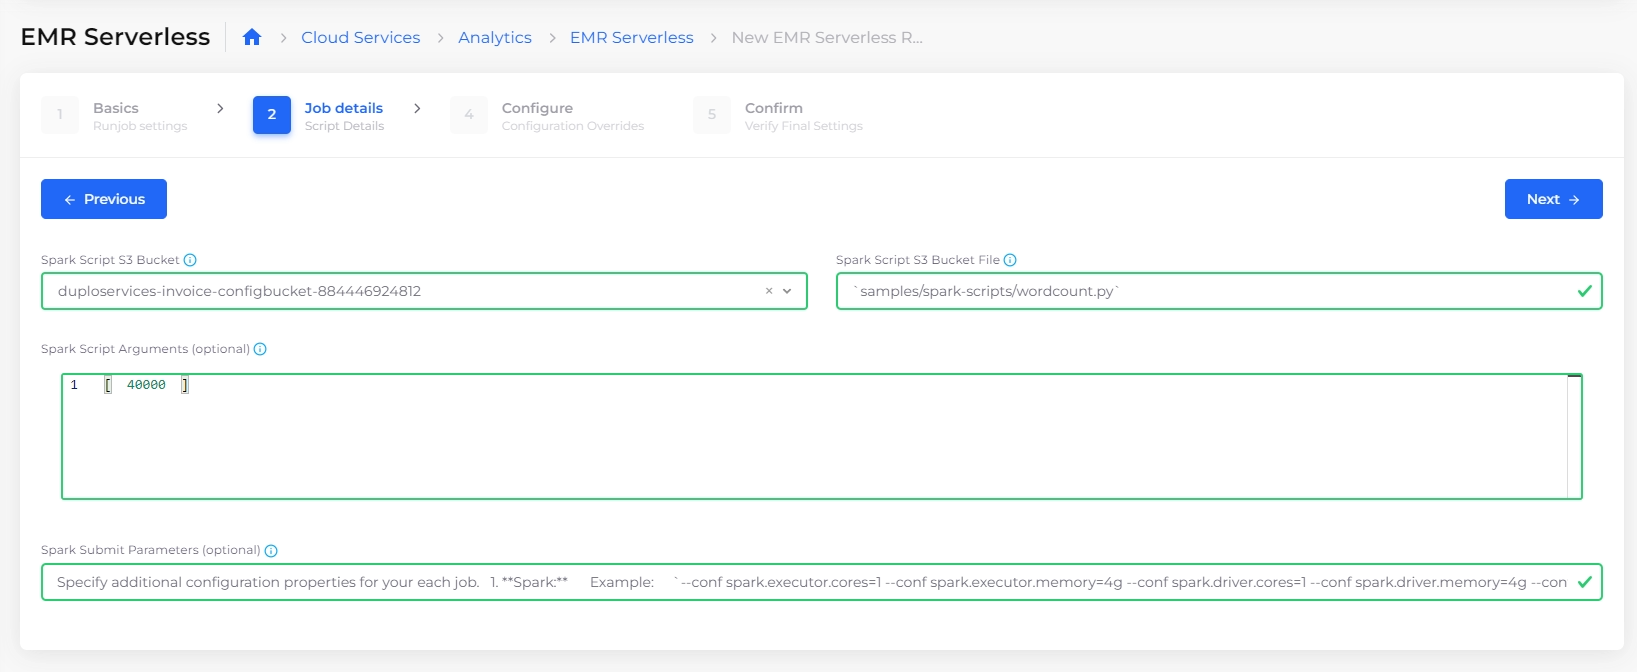 EMR Serverless > Cloud Services > Analytics > EMR Serverless > New EMR Serverless R...
1 Basics > 2 Job details > 4 Configure 5 Confirm
Runjob settings Script Details Configuration Overrides Verify Final Settings
← Previous Next →
Spark Script S3 Bucket Spark Script S3 Bucket File
duploservices-invoice-configbucket-884446924812 × `samples/spark-scripts/wordcount.py`
Spark Script Arguments (optional)
1 [ 40000 ]
Spark Submit Parameters (optional)
Specify additional configuration properties for your each job. 1. **Spark:** Example: `--conf spark.executor.cores=1 --conf spark.executor.memory=4g --conf spark.driver.cores=1 --conf spark.driver.memory=4g --con